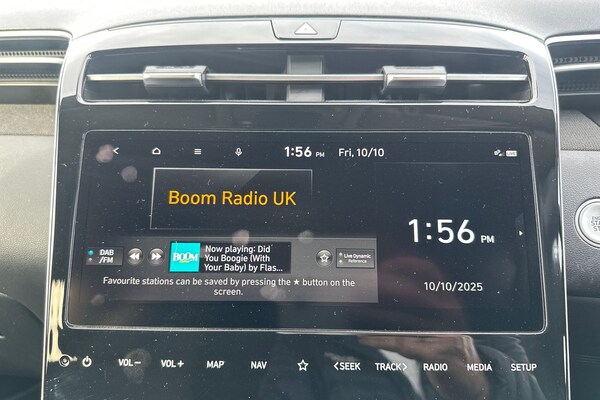 1:56 PM Fri, 10/10
Boom Radio UK
1:56 PM
DAB
/FM
BOOM
Now playing: Did
You Boogie (With
Your Baby) by Flas...
Live Dynamic
Reference
Favourite stations can be saved by pressing the ★ button on the
screen.
10/10/2025
VOL− VOL+ MAP NAV ☆ <SEEK TRACK> RADIO MEDIA SETUP